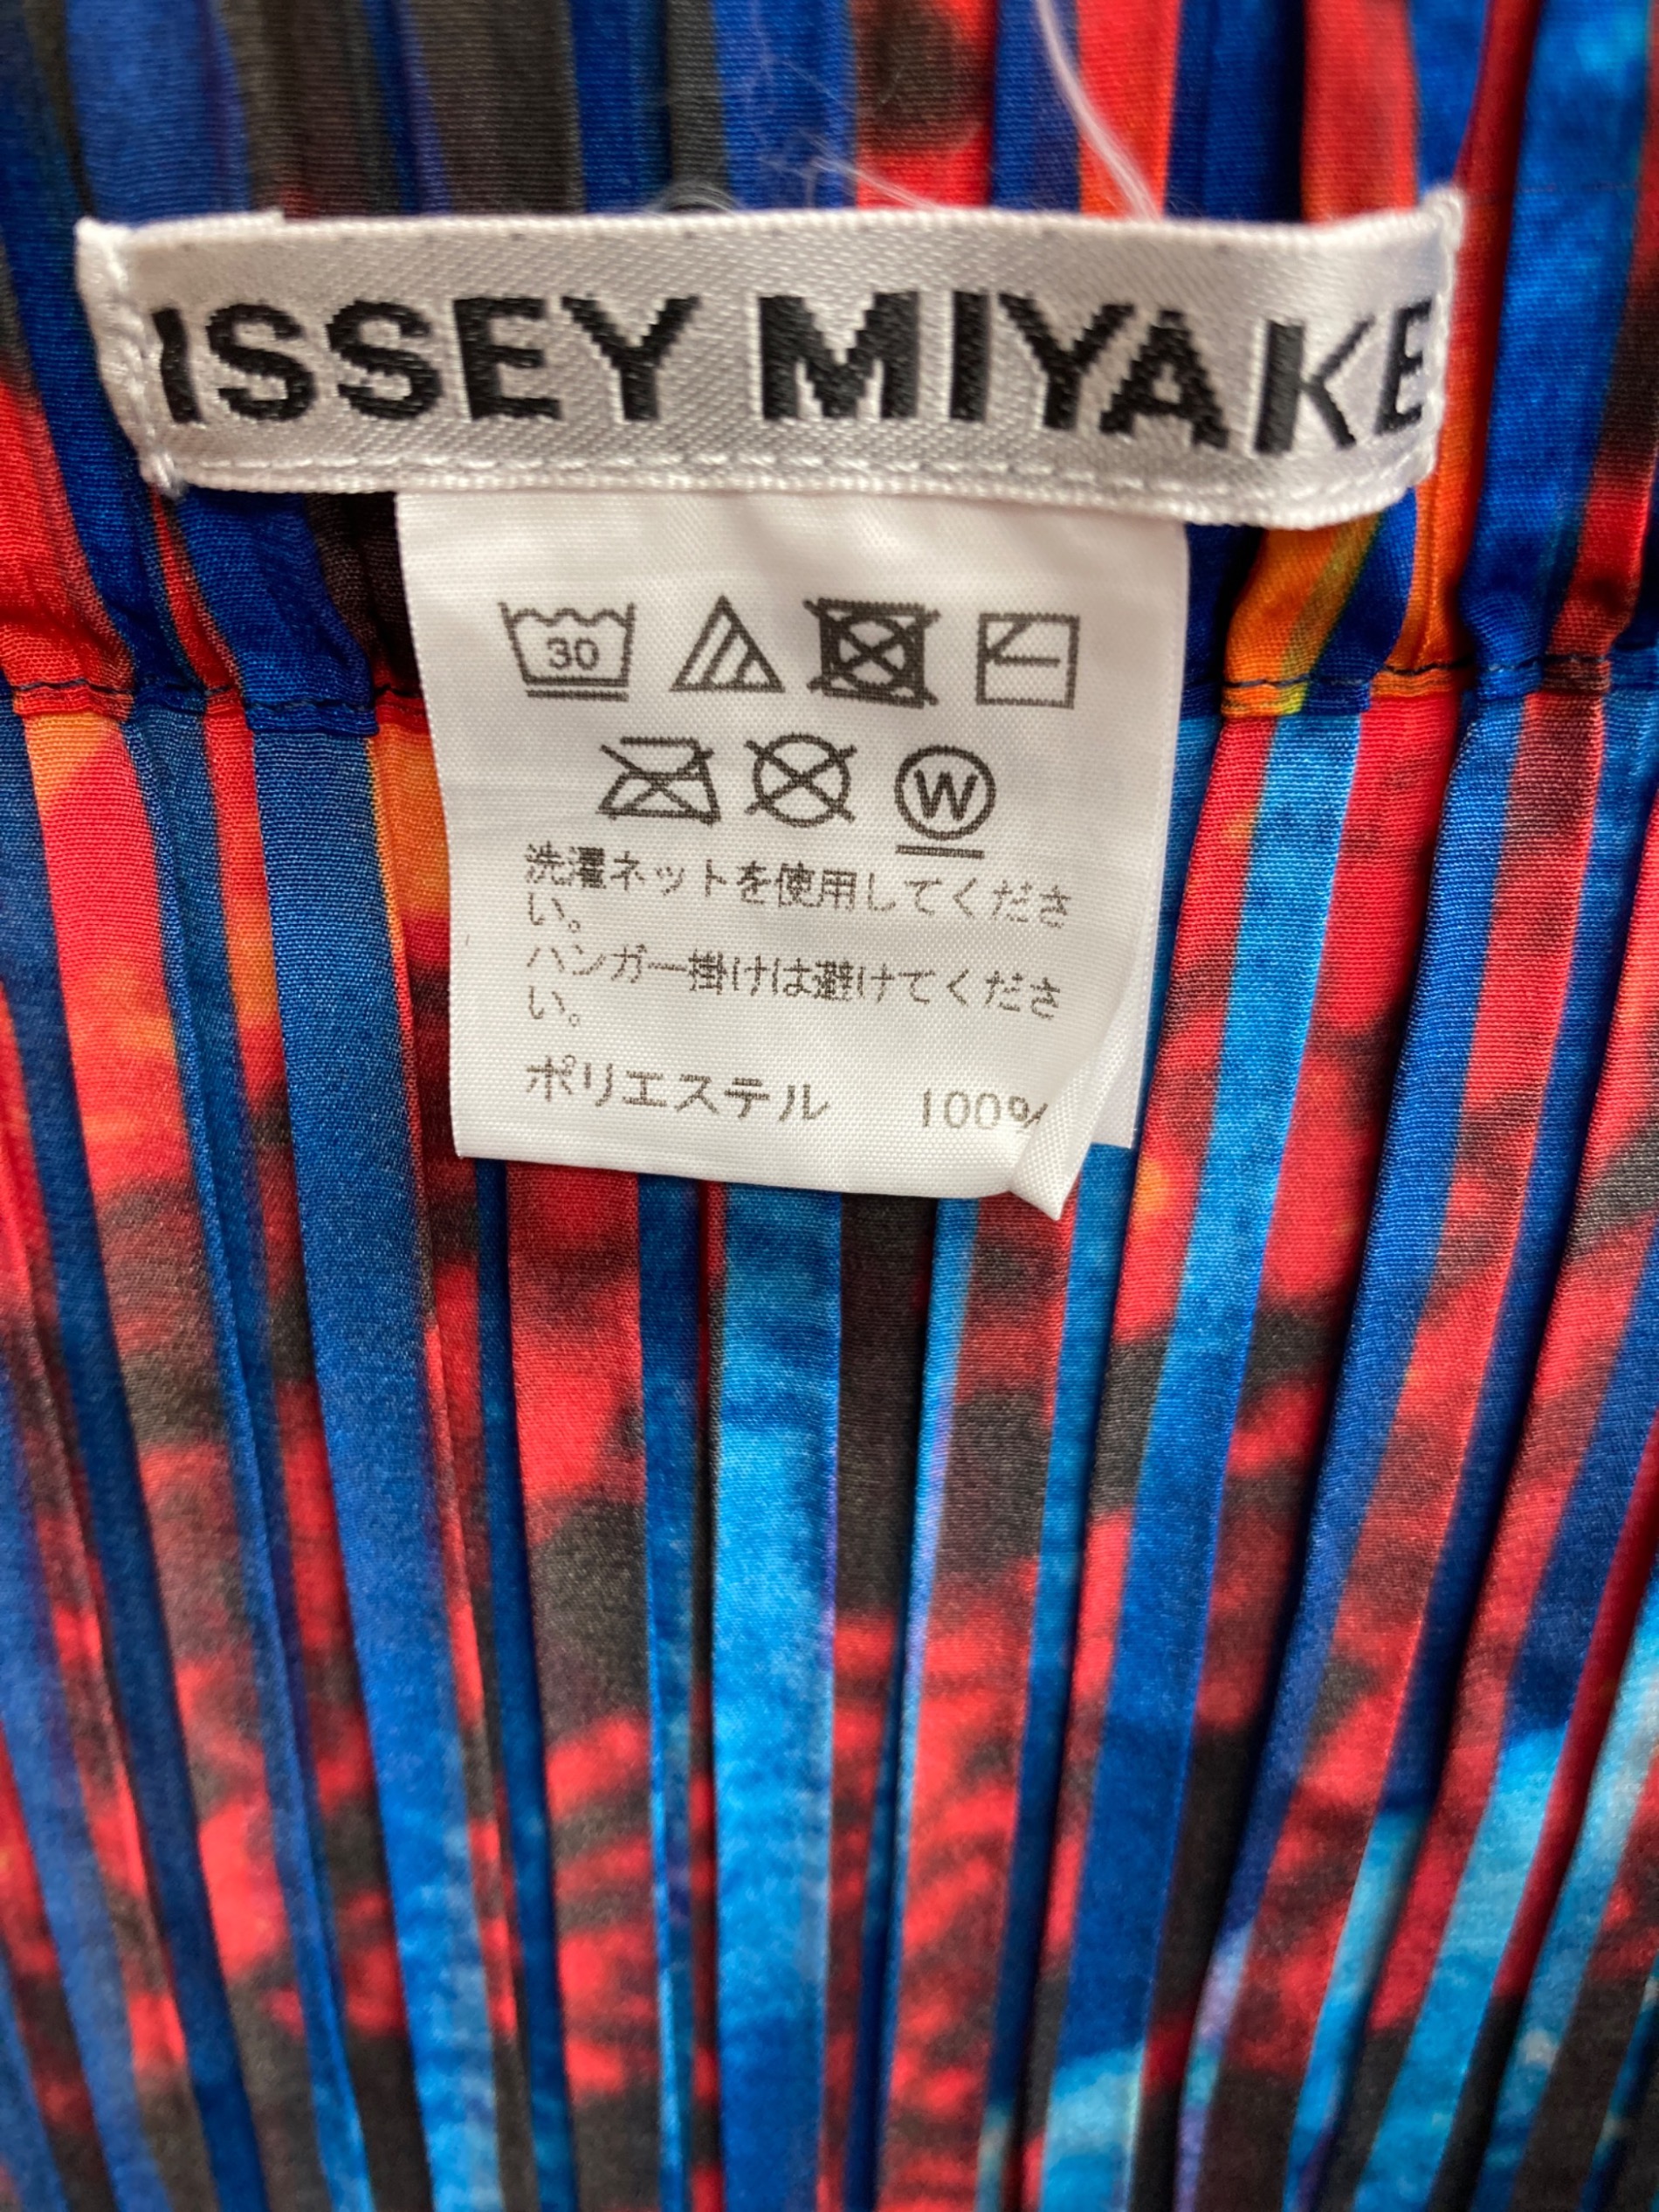 ISSEY MIYAKE
30
W
洗濯ネットを使用してくださ
い。
ハンガー掛けは避けてくださ
い。
ポリエステル 100%